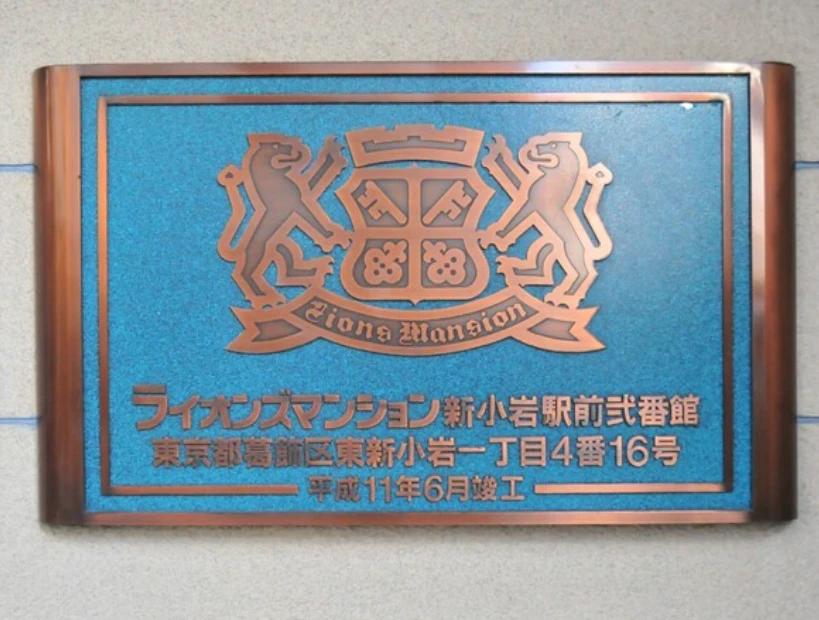 Lions Mansion
ライオンズマンション新小岩駅前弐番館
東京都葛飾区東新小岩一丁目4番16号
平成11年6月竣工